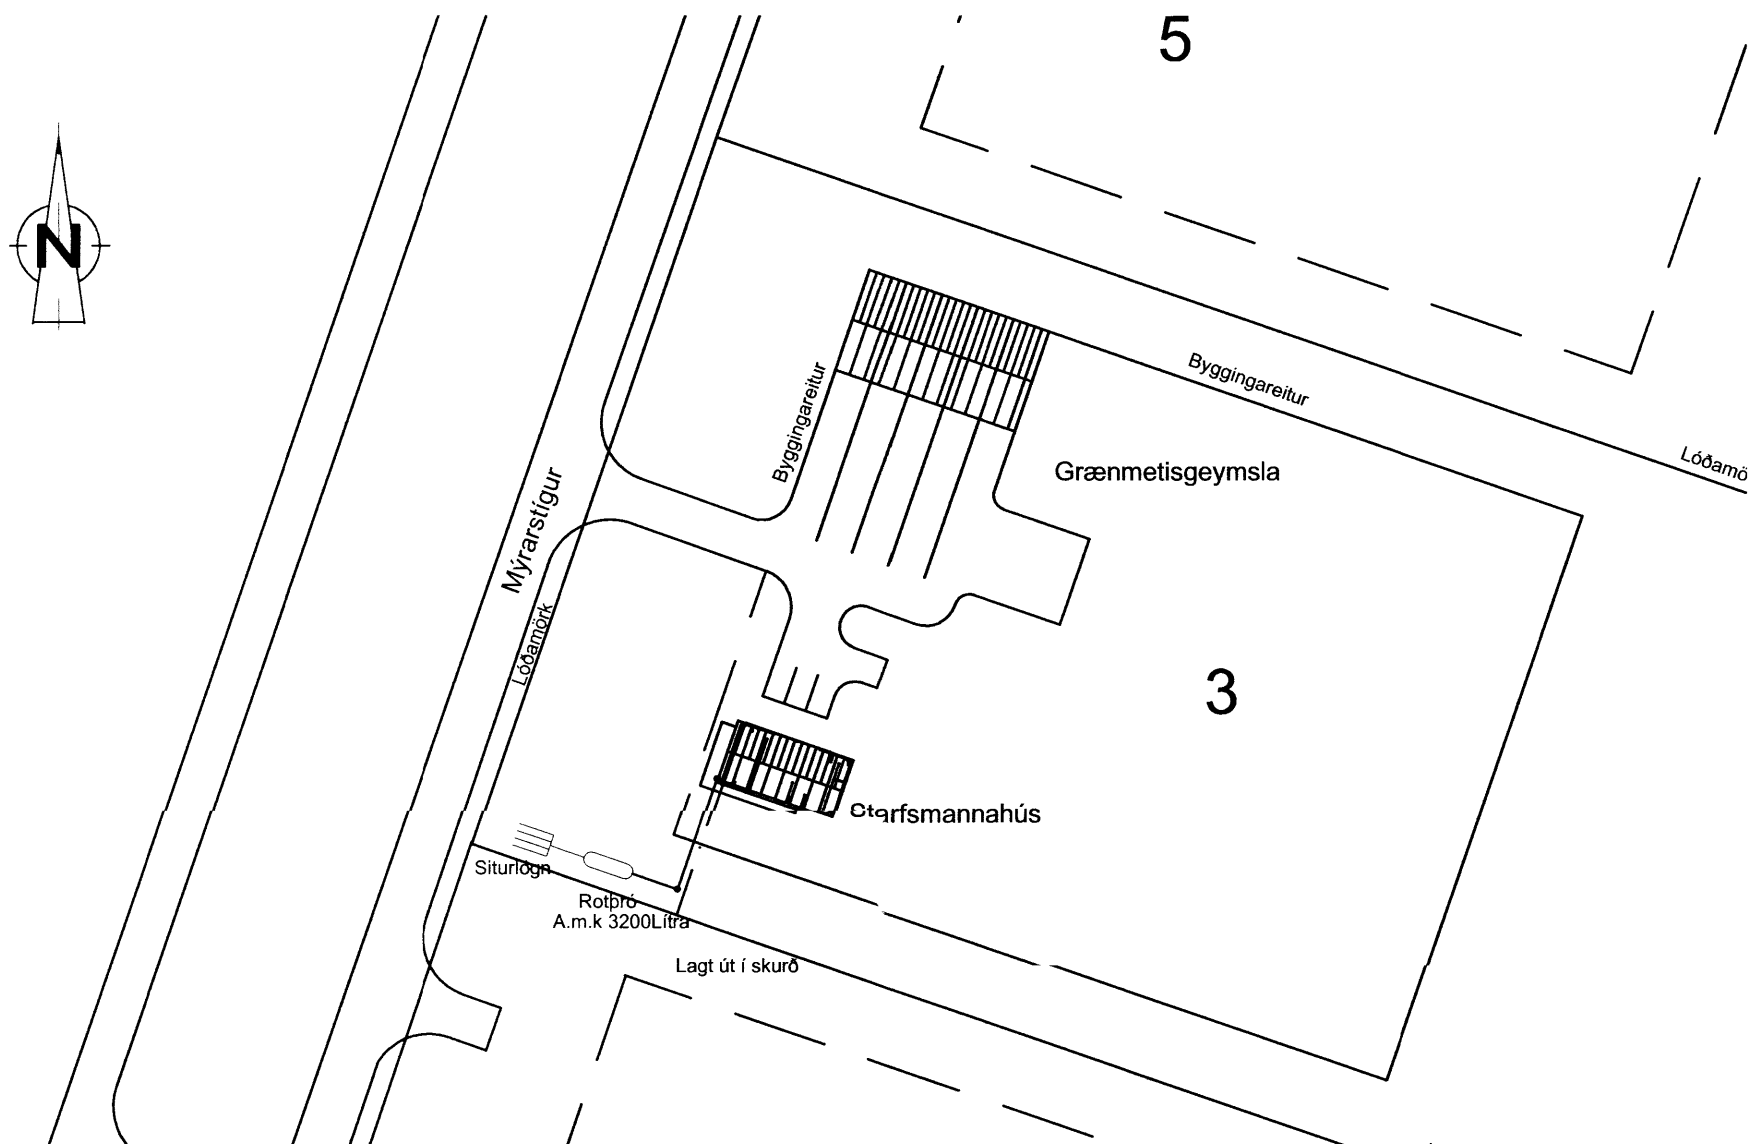 5
N
Byggingareitur
Byggingareitur
Lóðamö
Grænmetisgeymsla
Mýrarstígur
Lóðamörk
3
Starfsmannahús
Siturlögn
Rotþró
A.m.k 3200Lítra
Lagt út í skurð